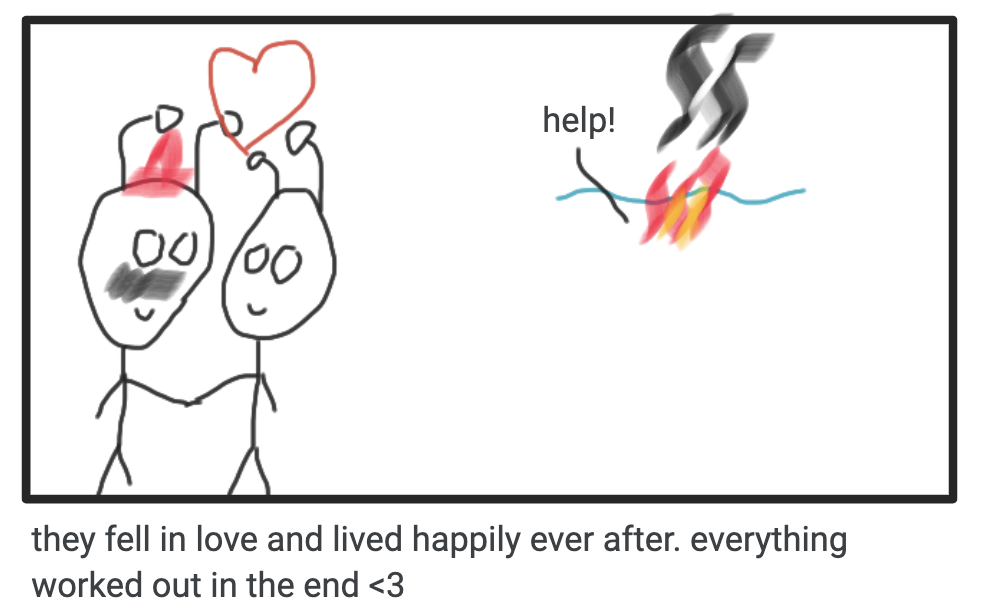 help!
they fell in love and lived happily ever after. everything
worked out in the end <3